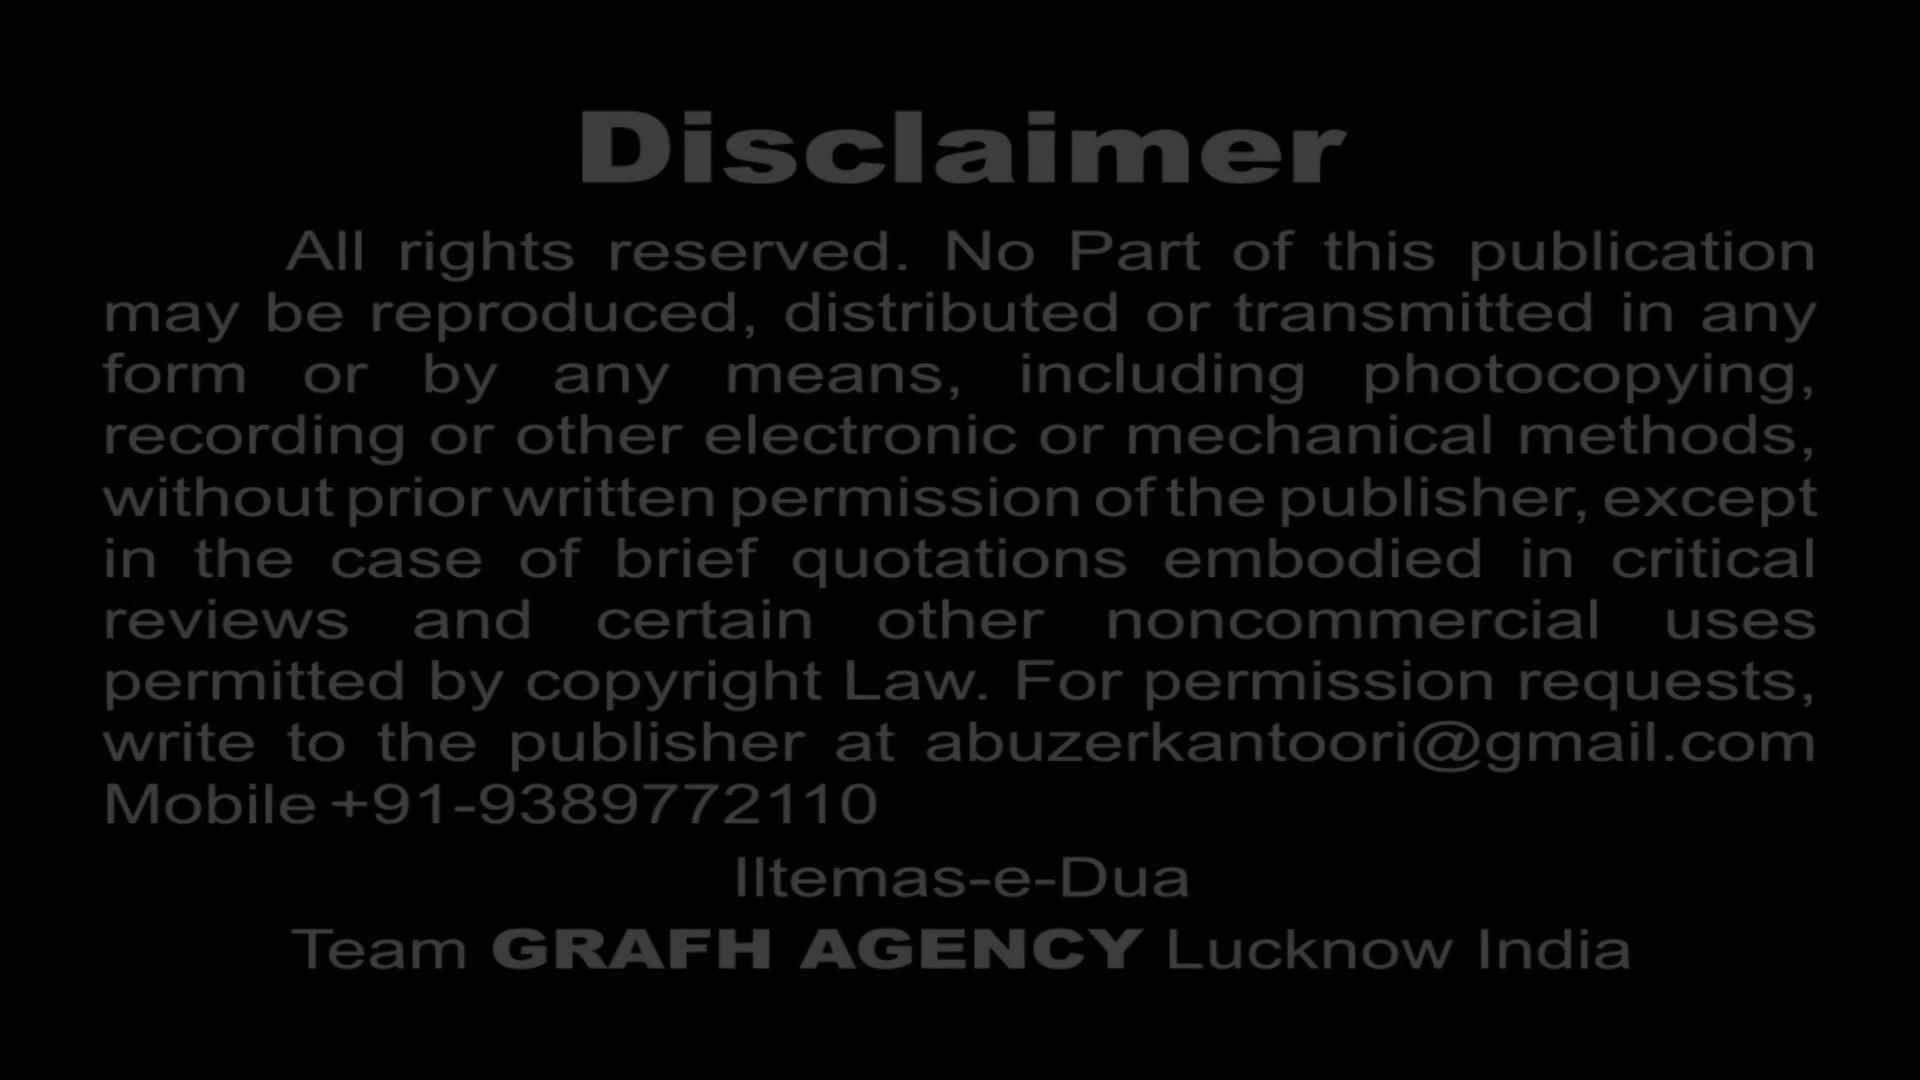 Disclaimer
All rights reserved. No Part of this publication
may be reproduced, distributed or transmitted in any
form or by any means, including photocopying,
recording or other electronic or mechanical methods,
without prior written permission of the publisher, except
in the case of brief quotations embodied in critical
reviews and certain other noncommercial uses
permitted by copyright Law. For permission requests,
write to the publisher at abuzerkantoori@gmail.com
Mobile +91-9389772110
Iltemas-e-Dua
Team GRAFH AGENCY Lucknow India